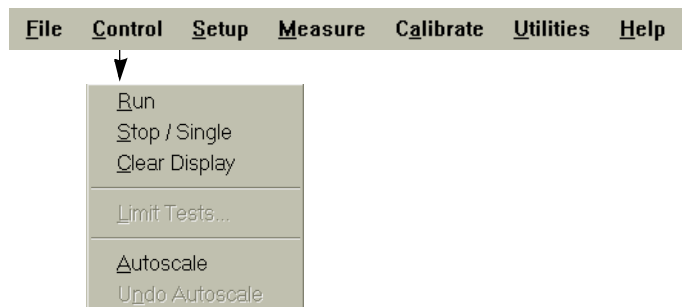 File Control Setup Measure Calibrate Utilities Help
Run
Stop / Single
Clear Display
Limit Tests...
Autoscale
Undo Autoscale